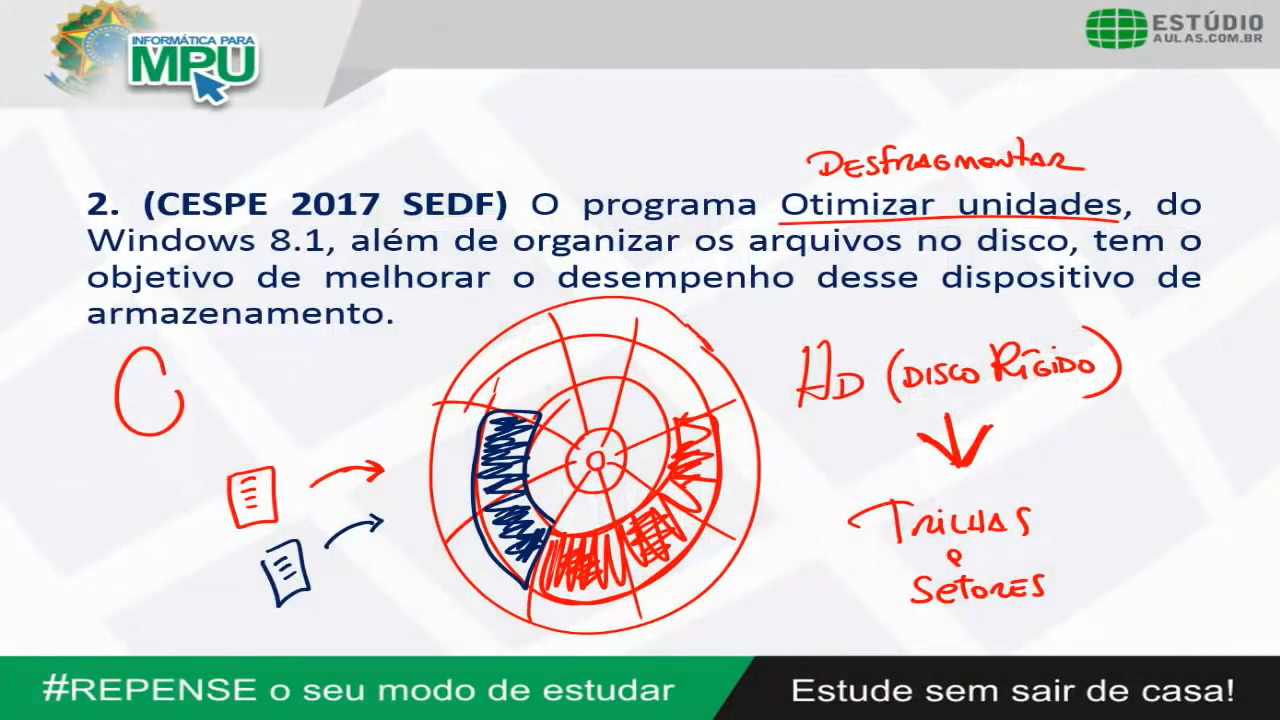 INFORMÁTICA PARA
MPU
ESTÚDIO
AULAS.COM.BR
DESfRAGmentAR
2. (CESPE 2017 SEDF) O programa Otimizar unidades, do
Windows 8.1, além de organizar os arquivos no disco, tem o
objetivo de melhorar o desempenho desse dispositivo de
armazenamento.
C
HD (DISCO RÍGIDO)
TRILHAS
e
SetORES
#REPENSE o seu modo de estudar
Estude sem sair de casa!